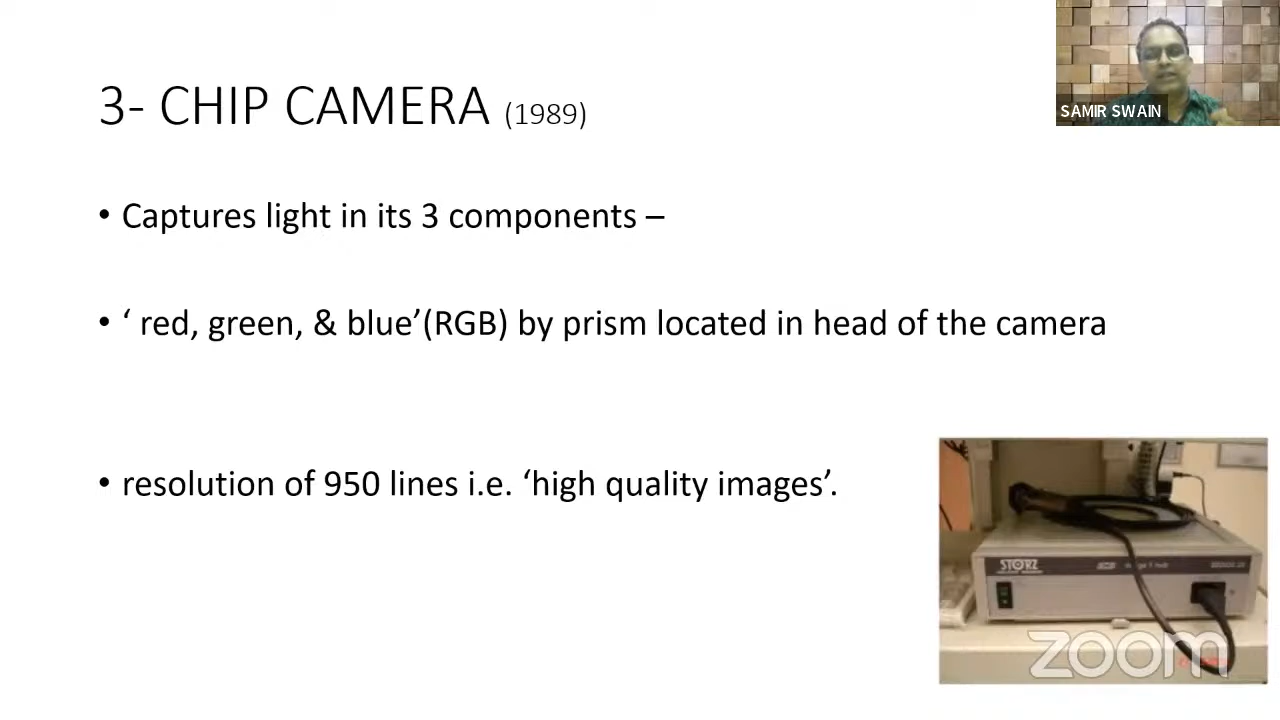 SAMIR SWAIN
3- CHIP CAMERA (1989)
• Captures light in its 3 components –
• ‘ red, green, & blue’(RGB) by prism located in head of the camera
• resolution of 950 lines i.e. ‘high quality images’.
STORZ
zoom